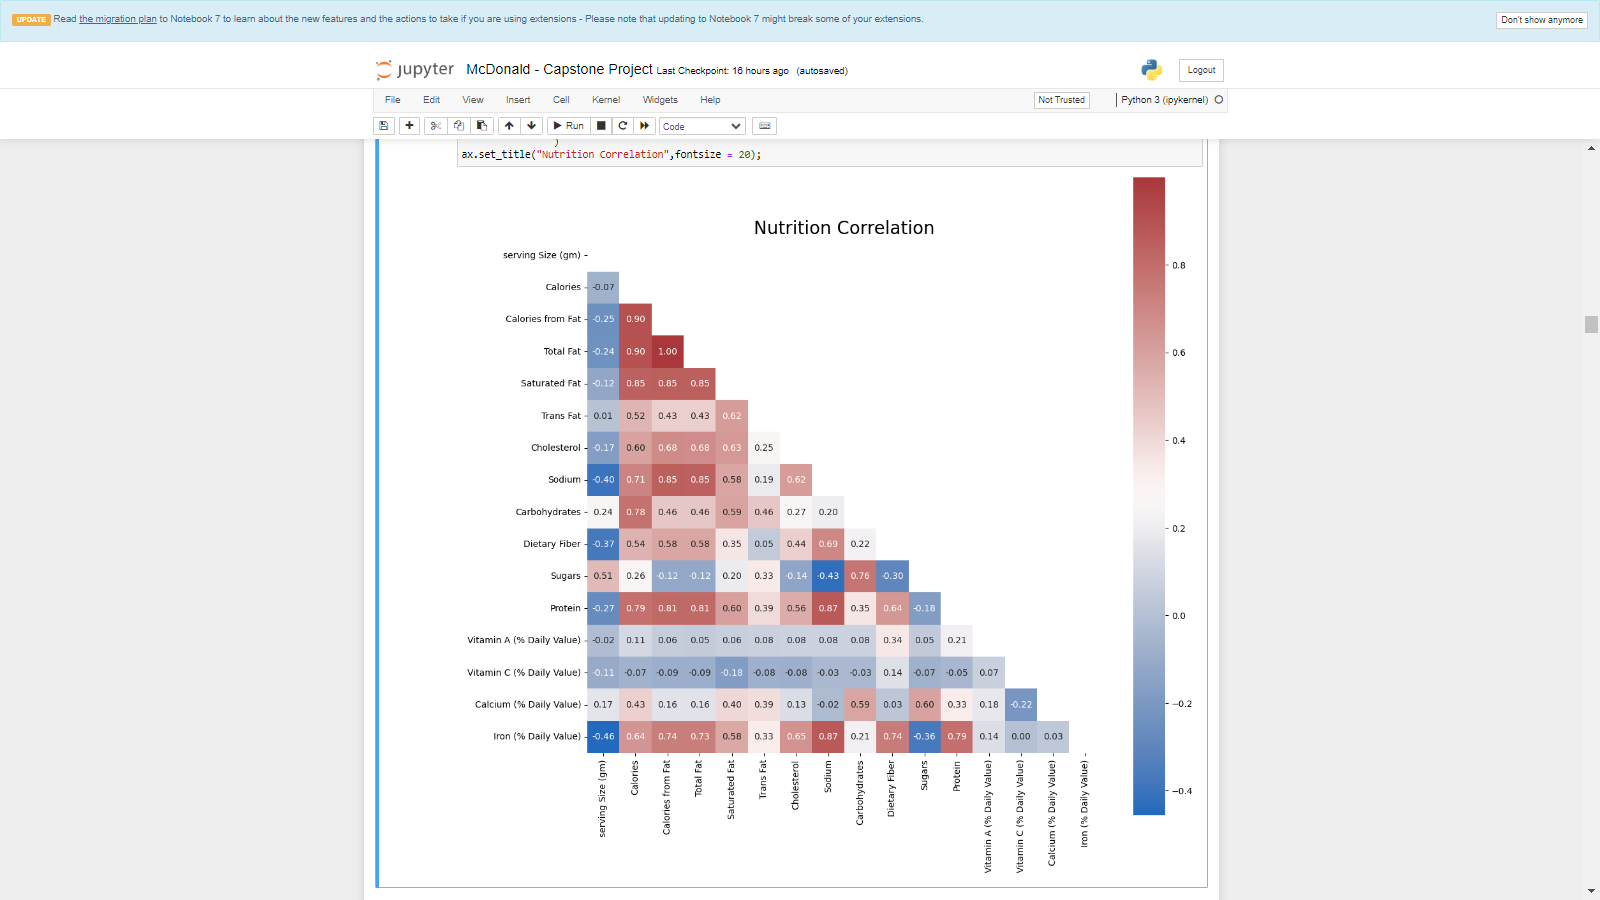 UPDATE Read the migration plan to Notebook 7 to learn about the new features and the actions to take if you are using extensions - Please note that updating to Notebook 7 might break some of your extensions.
Don't show anymore
jupyter McDonald - Capstone Project Last Checkpoint: 16 hours ago (autosaved)
Logout
File Edit View Insert Cell Kernel Widgets Help
Not Trusted
Python 3 (ipykernel)
Run
Code
)
ax.set_title("Nutrition Correlation",fontsize = 20);
Nutrition Correlation
serving Size (gm)
Calories -0.07
Calories from Fat -0.25 0.90
Total Fat -0.24 0.90 1.00
Saturated Fat -0.12 0.85 0.85 0.85
Trans Fat 0.01 0.52 0.43 0.43 0.62
Cholesterol -0.17 0.60 0.68 0.68 0.63 0.25
Sodium -0.40 0.71 0.85 0.85 0.58 0.19 0.62
Carbohydrates 0.24 0.78 0.46 0.46 0.59 0.46 0.27 0.20
Dietary Fiber -0.37 0.54 0.58 0.58 0.35 0.05 0.44 0.69 0.22
Sugars 0.51 0.26 -0.12 -0.12 0.20 0.33 -0.14 -0.43 0.76 -0.30
Protein -0.27 0.79 0.81 0.81 0.60 0.39 0.56 0.87 0.35 0.64 -0.18
Vitamin A (% Daily Value) -0.02 0.11 0.06 0.05 0.06 0.08 0.08 0.08 0.08 0.34 0.05 0.21
Vitamin C (% Daily Value) -0.11 -0.07 -0.09 -0.09 -0.18 -0.08 -0.08 -0.03 -0.03 0.14 -0.07 -0.05 0.07
Calcium (% Daily Value) 0.17 0.43 0.16 0.16 0.40 0.39 0.13 -0.02 0.59 0.03 0.60 0.33 0.18 -0.22
Iron (% Daily Value) -0.46 0.64 0.74 0.73 0.58 0.33 0.65 0.87 0.21 0.74 -0.36 0.79 0.14 0.00 0.03
serving Size (gm)
Calories
Calories from Fat
Total Fat
Saturated Fat
Trans Fat
Cholesterol
Sodium
Carbohydrates
Dietary Fiber
Sugars
Protein
Vitamin A (% Daily Value)
Vitamin C (% Daily Value)
Calcium (% Daily Value)
Iron (% Daily Value)
0.8
0.6
0.4
0.2
0.0
−0.2
−0.4